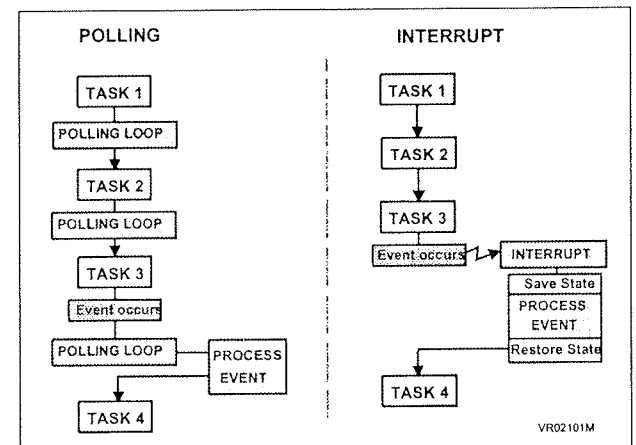 POLLING
TASK 1
POLLING LOOP
TASK 2
POLLING LOOP
TASK 3
Event occurs
POLLING LOOP
PROCESS
EVENT
TASK 4
INTERRUPT
TASK 1
TASK 2
TASK 3
Event occurs
INTERRUPT
Save State
PROCESS
EVENT
Restore State
TASK 4
VR02101M